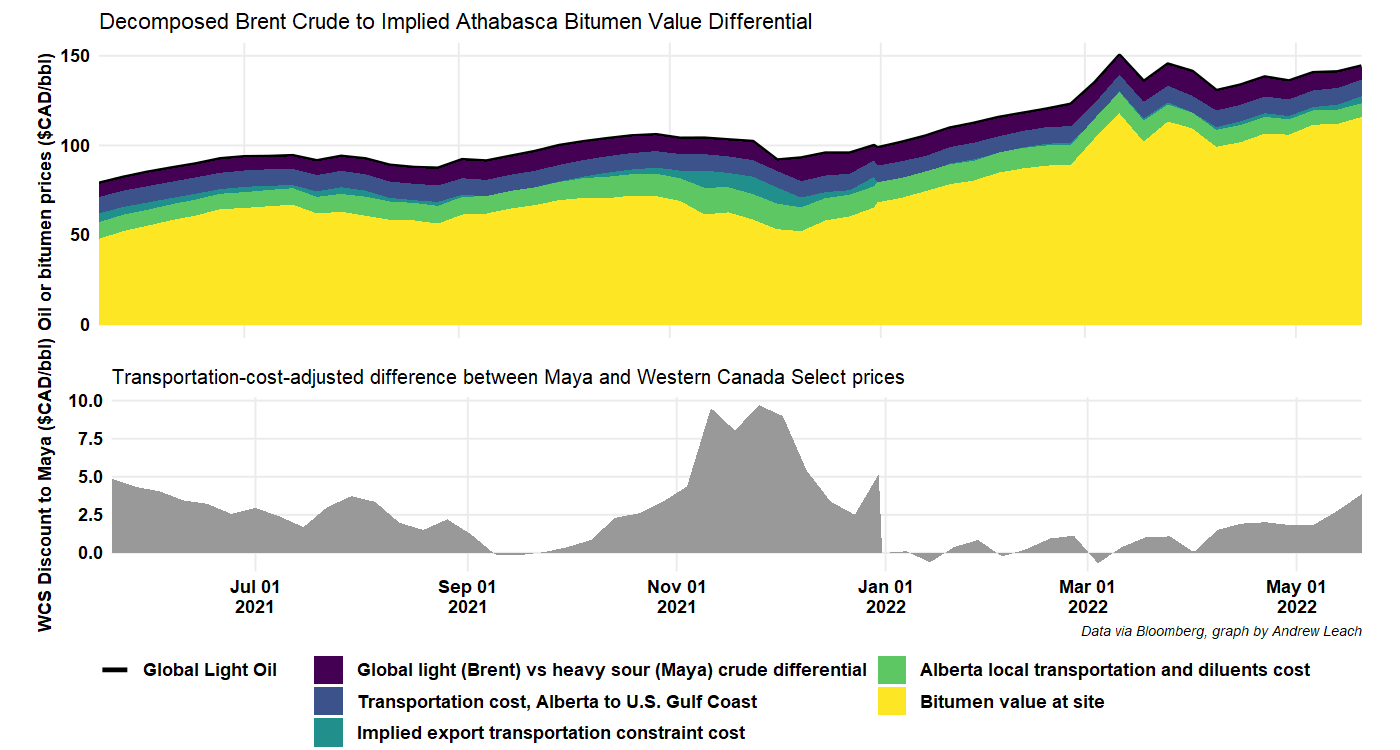 Decomposed Brent Crude to Implied Athabasca Bitumen Value Differential
Oil or bitumen prices ($CAD/bbl)
150
100
50
0
Transportation-cost-adjusted difference between Maya and Western Canada Select prices
WCS Discount to Maya ($CAD/bbl)
10.0
7.5
5.0
2.5
0.0
Jul 01 Sep 01 Nov 01 Jan 01 Mar 01 May 01
2021 2021 2021 2022 2022 2022
Data via Bloomberg, graph by Andrew Leach
Global Light Oil Global light (Brent) vs heavy sour (Maya) crude differential Alberta local transportation and diluents cost
Transportation cost, Alberta to U.S. Gulf Coast Bitumen value at site
Implied export transportation constraint cost